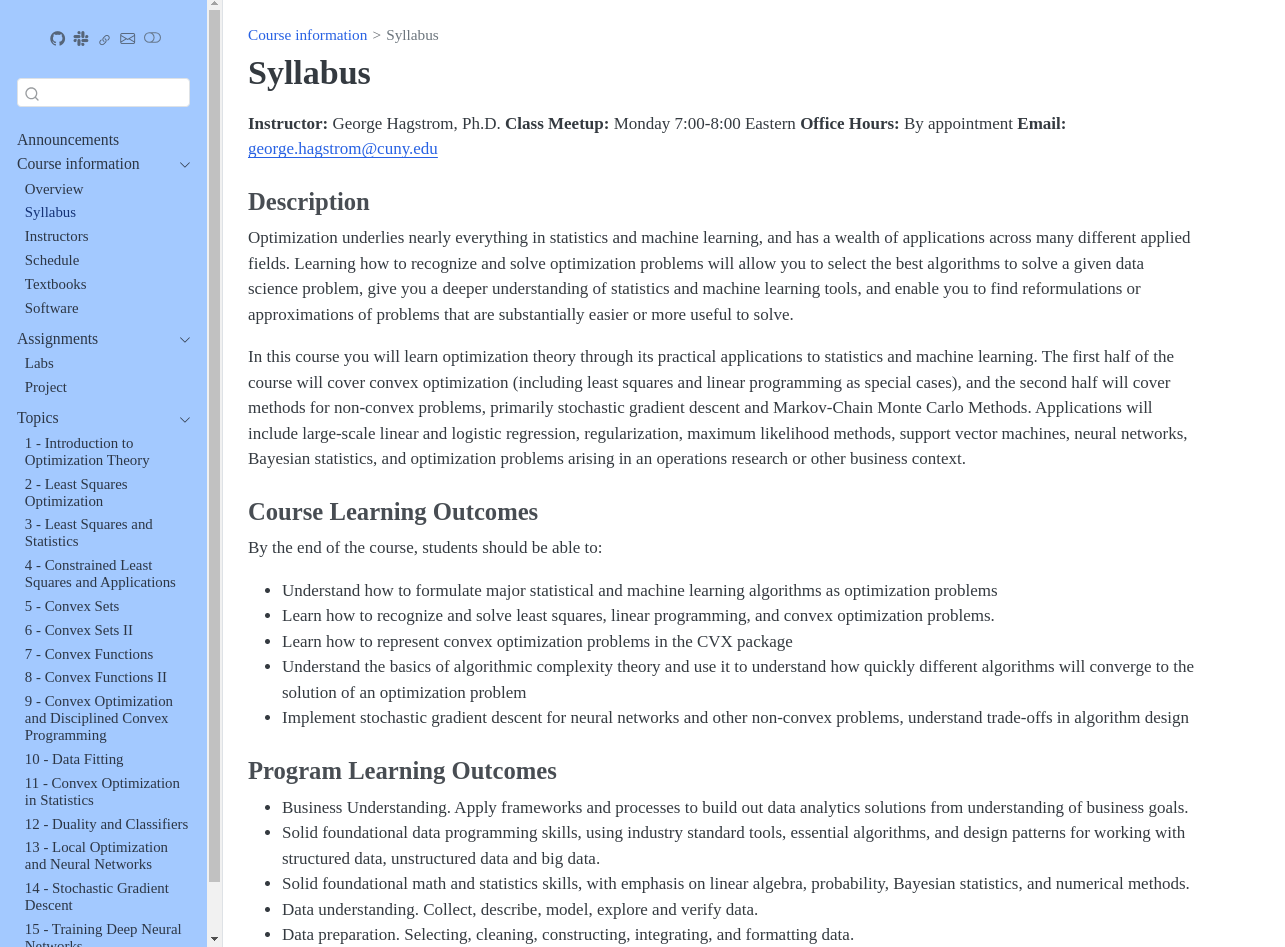 Announcements
Course information
Overview
Syllabus
Instructors
Schedule
Textbooks
Software
Assignments
Labs
Project
Topics
1 - Introduction to
Optimization Theory
2 - Least Squares
Optimization
3 - Least Squares and
Statistics
4 - Constrained Least
Squares and Applications
5 - Convex Sets
6 - Convex Sets II
7 - Convex Functions
8 - Convex Functions II
9 - Convex Optimization
and Disciplined Convex
Programming
10 - Data Fitting
11 - Convex Optimization
in Statistics
12 - Duality and Classifiers
13 - Local Optimization
and Neural Networks
14 - Stochastic Gradient
Descent
15 - Training Deep Neural
Networks
Course information > Syllabus
Syllabus
Instructor: George Hagstrom, Ph.D. Class Meetup: Monday 7:00-8:00 Eastern Office Hours: By appointment Email:
george.hagstrom@cuny.edu
Description
Optimization underlies nearly everything in statistics and machine learning, and has a wealth of applications across many different applied
fields. Learning how to recognize and solve optimization problems will allow you to select the best algorithms to solve a given data
science problem, give you a deeper understanding of statistics and machine learning tools, and enable you to find reformulations or
approximations of problems that are substantially easier or more useful to solve.
In this course you will learn optimization theory through its practical applications to statistics and machine learning. The first half of the
course will cover convex optimization (including least squares and linear programming as special cases), and the second half will cover
methods for non-convex problems, primarily stochastic gradient descent and Markov-Chain Monte Carlo Methods. Applications will
include large-scale linear and logistic regression, regularization, maximum likelihood methods, support vector machines, neural networks,
Bayesian statistics, and optimization problems arising in an operations research or other business context.
Course Learning Outcomes
By the end of the course, students should be able to:
• Understand how to formulate major statistical and machine learning algorithms as optimization problems
• Learn how to recognize and solve least squares, linear programming, and convex optimization problems.
• Learn how to represent convex optimization problems in the CVX package
• Understand the basics of algorithmic complexity theory and use it to understand how quickly different algorithms will converge to the
solution of an optimization problem
• Implement stochastic gradient descent for neural networks and other non-convex problems, understand trade-offs in algorithm design
Program Learning Outcomes
• Business Understanding. Apply frameworks and processes to build out data analytics solutions from understanding of business goals.
• Solid foundational data programming skills, using industry standard tools, essential algorithms, and design patterns for working with
structured data, unstructured data and big data.
• Solid foundational math and statistics skills, with emphasis on linear algebra, probability, Bayesian statistics, and numerical methods.
• Data understanding. Collect, describe, model, explore and verify data.
• Data preparation. Selecting, cleaning, constructing, integrating, and formatting data.